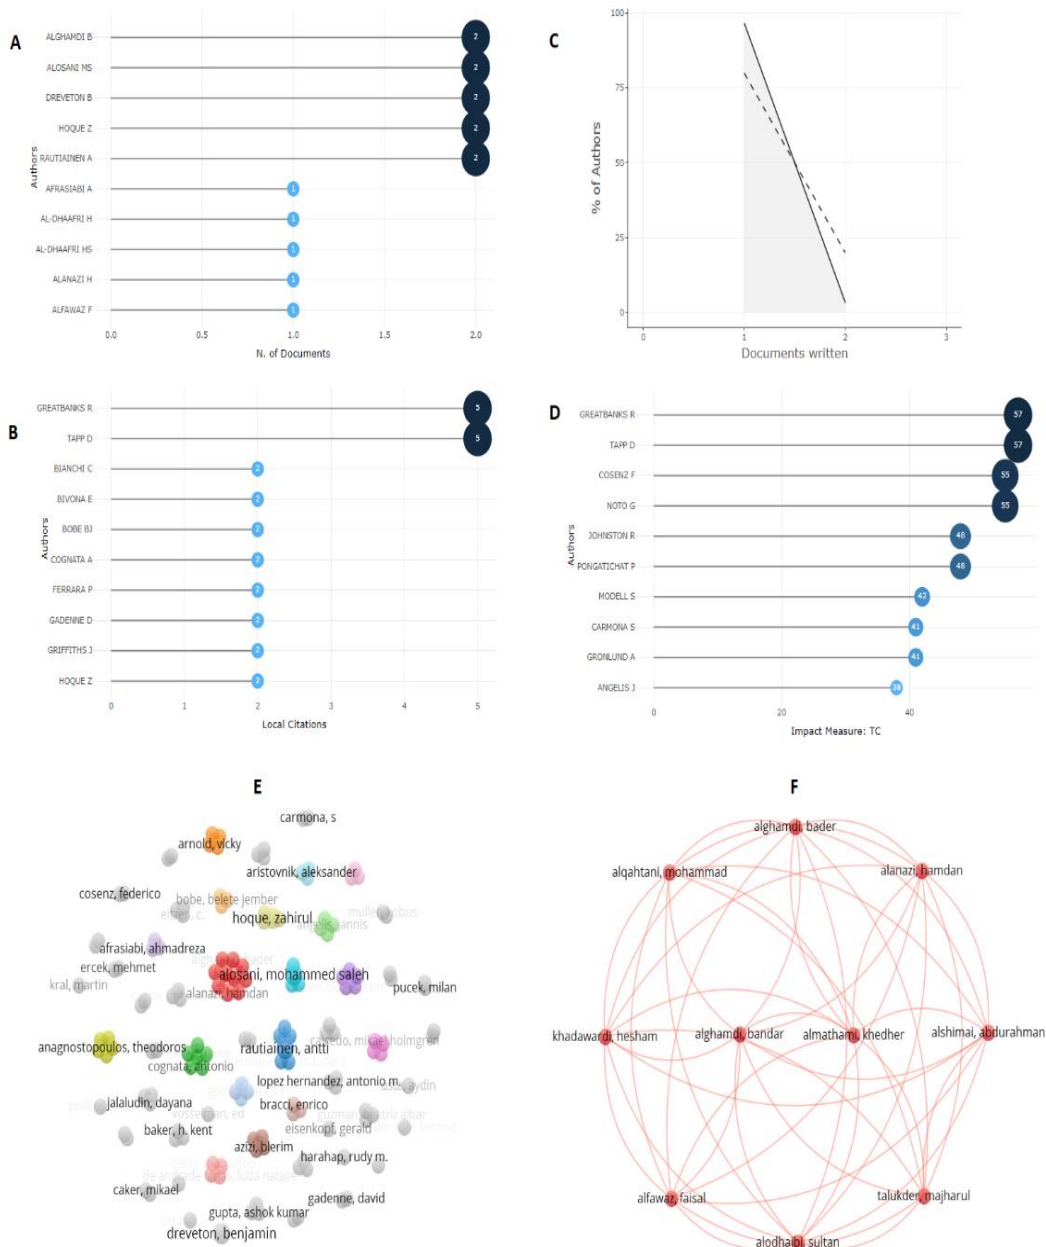 A
ALGHAMDI B
2
ALOSANI MS
2
DREVETON B
2
HOQUE Z
2
RAUTIAINEN A
2
AFRASIABI A
1
AL-DHAAFRI H
1
AL-DHAAFRI HS
1
ALANAZI H
1
ALFAWAZ F
1
Authors
0.0 0.5 1.0 1.5 2.0
N. of Documents
C
100
75
50
25
0
% of Authors
0 1 2 3
Documents written
B
GREATBANKS R
5
TAPP D
5
BIANCHI C
2
BIVONA E
2
BOBE BJ
2
COGNATA A
2
FERRARA P
2
GADENNE D
2
GRIFFITHS J
2
HOQUE Z
2
Authors
0 1 2 3 4 5
Local Citations
D
GREATBANKS R
57
TAPP D
57
COSENZ F
55
NOTO G
55
JOHNSTON R
48
PONGATICHAT P
48
MODELL S
42
CARMONA S
41
GRONLUND A
41
ANGELIS J
38
Authors
0 20 40
Impact Measure: TC
E
carmona, s
arnold, vicky
aristovnik, aleksander
cosenz, federico
bobe, belete jember
hoque, zahirul
afrasiabi, ahmadreza
ercek, mehmet
kral, martin
alosani, mohammed saleh
alanazi, hamdan
pucek, milan
anagnostopoulos, theodoros
cognata, antonio
rautiainen, antti
lopez hernandez, antonio m.
jalaludin, dayana
bracci, enrico
baker, h. kent
eisenkopf, gerald
azizi, blerim
harahap, rudy m.
caker, mikael
gadenne, david
gupta, ashok kumar
dreveton, benjamin
F
alghamdi, bader
alqahtani, mohammad
alanazi, hamdan
khadawardi, hesham
alghamdi, bandar
almathami, khedher
alshimai, abdurahman
alfawaz, faisal
talukder, majharul
alodhaibi, sultan